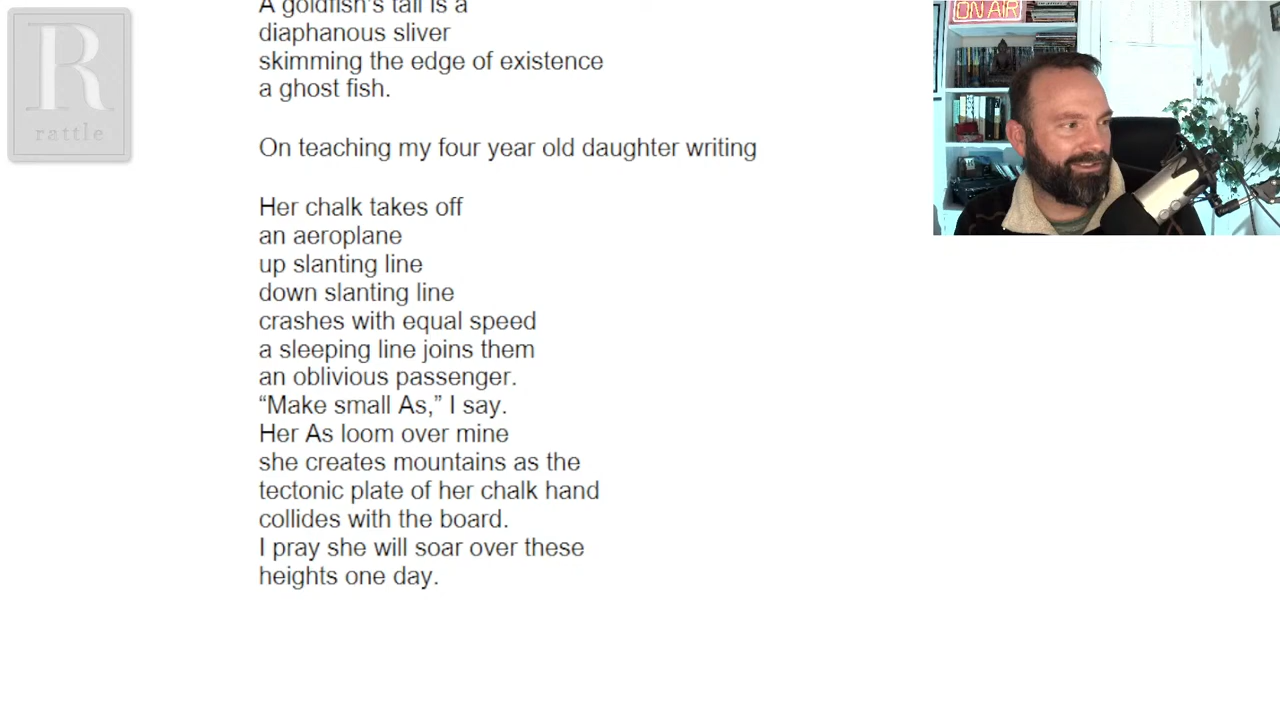 A goldfish's tail is a
diaphanous sliver
skimming the edge of existence
a ghost fish.
On teaching my four year old daughter writing
Her chalk takes off
an aeroplane
up slanting line
down slanting line
crashes with equal speed
a sleeping line joins them
an oblivious passenger.
“Make small As,” I say.
Her As loom over mine
she creates mountains as the
tectonic plate of her chalk hand
collides with the board.
I pray she will soar over these
heights one day.
R
rattle
ON AIR